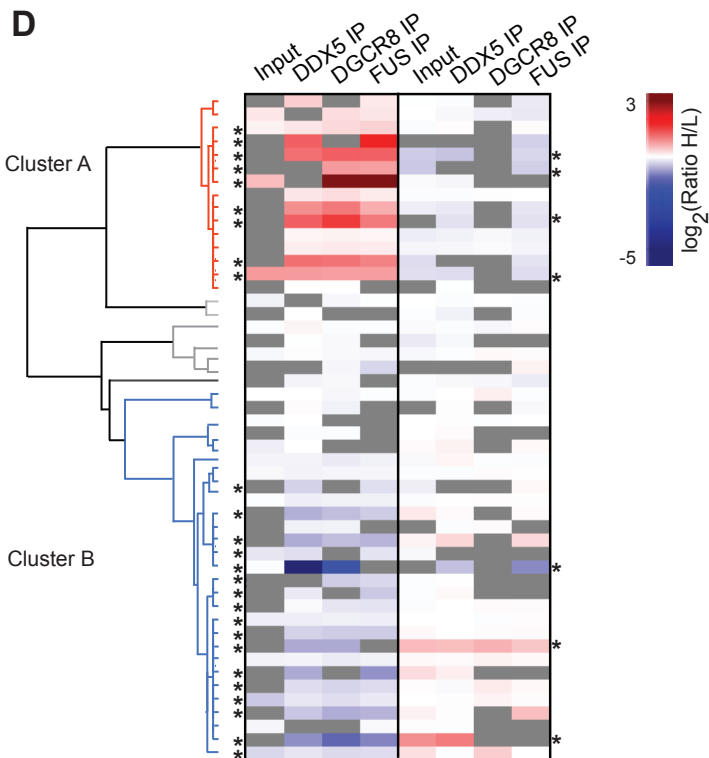 D
Input DDX5 IP DGCR8 IP FUS IP Input DDX5 IP DGCR8 IP FUS IP
3
-5
log2(Ratio H/L)
Cluster A
Cluster B